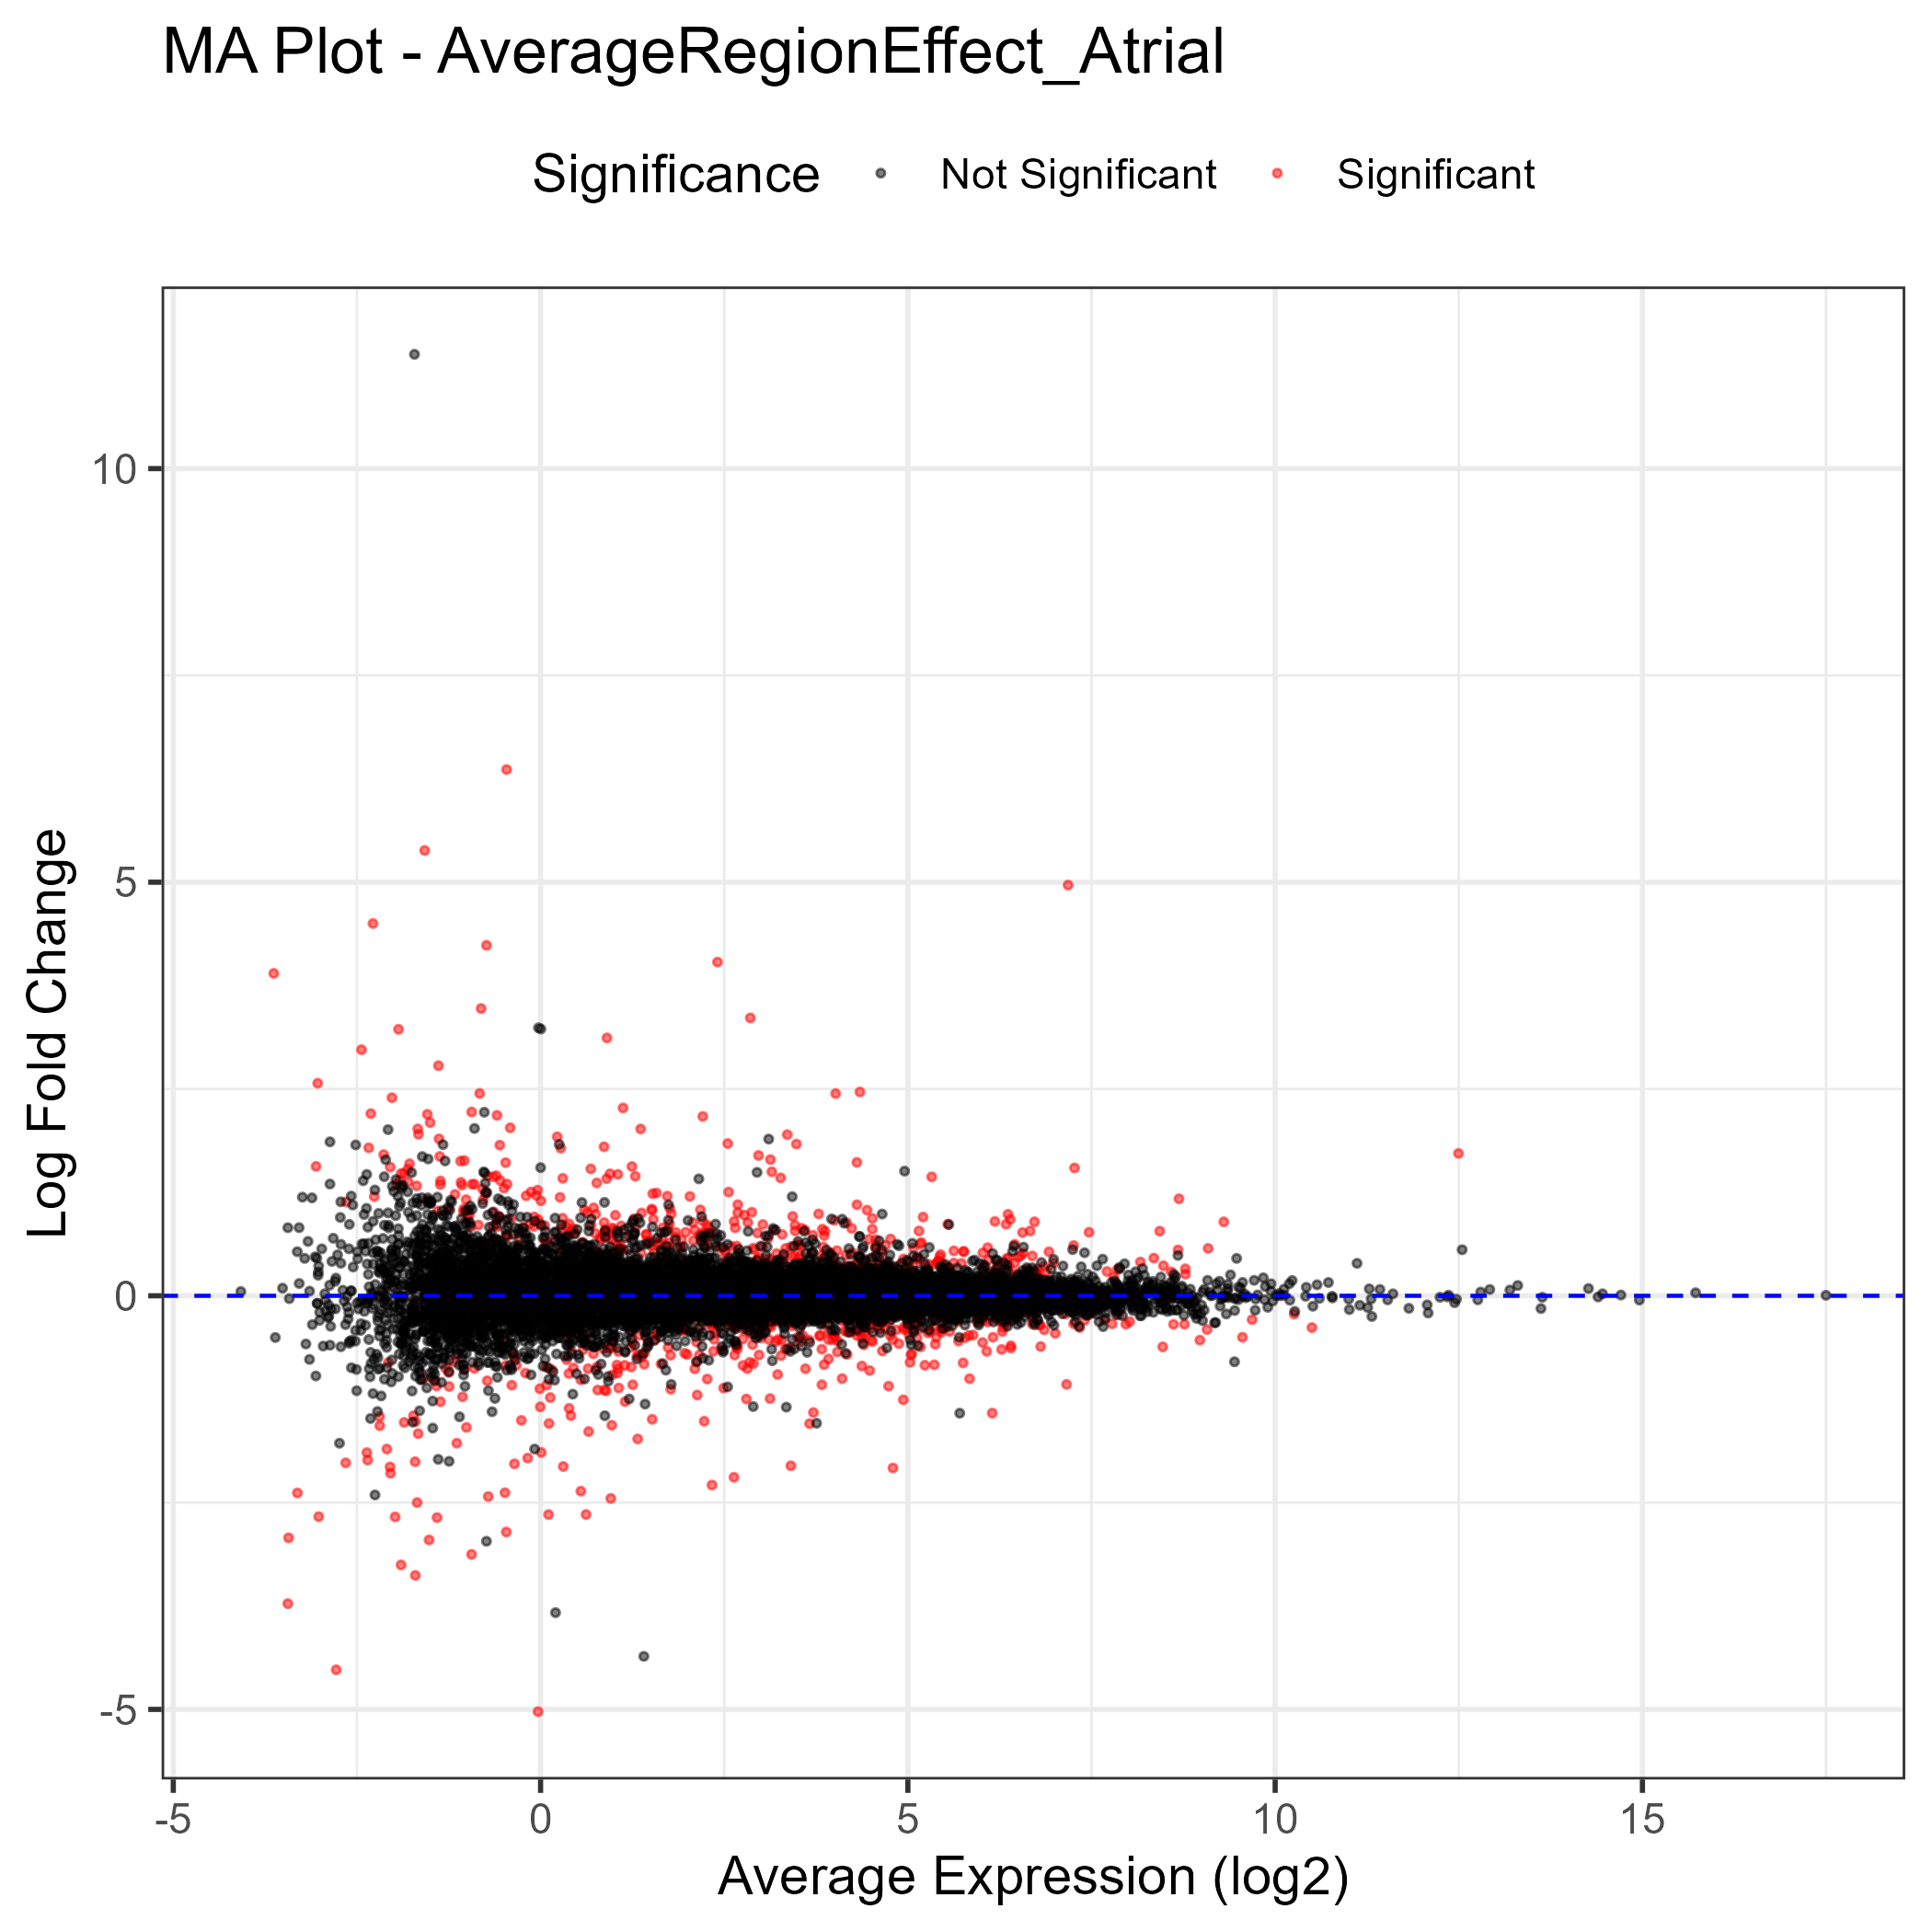 MA Plot - AverageRegionEffect_Atrial
Significance Not Significant Significant
Log Fold Change
10
5
0
-5
-5 0 5 10 15
Average Expression (log2)